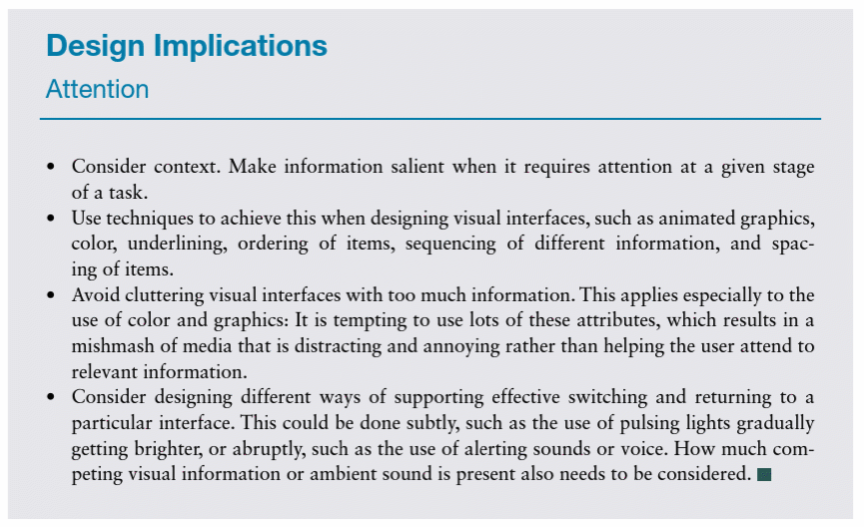 Design Implications
Attention
• Consider context. Make information salient when it requires attention at a given stage
of a task.
• Use techniques to achieve this when designing visual interfaces, such as animated graphics,
color, underlining, ordering of items, sequencing of different information, and spac-
ing of items.
• Avoid cluttering visual interfaces with too much information. This applies especially to the
use of color and graphics: It is tempting to use lots of these attributes, which results in a
mishmash of media that is distracting and annoying rather than helping the user attend to
relevant information.
• Consider designing different ways of supporting effective switching and returning to a
particular interface. This could be done subtly, such as the use of pulsing lights gradually
getting brighter, or abruptly, such as the use of alerting sounds or voice. How much com-
peting visual information or ambient sound is present also needs to be considered. ■